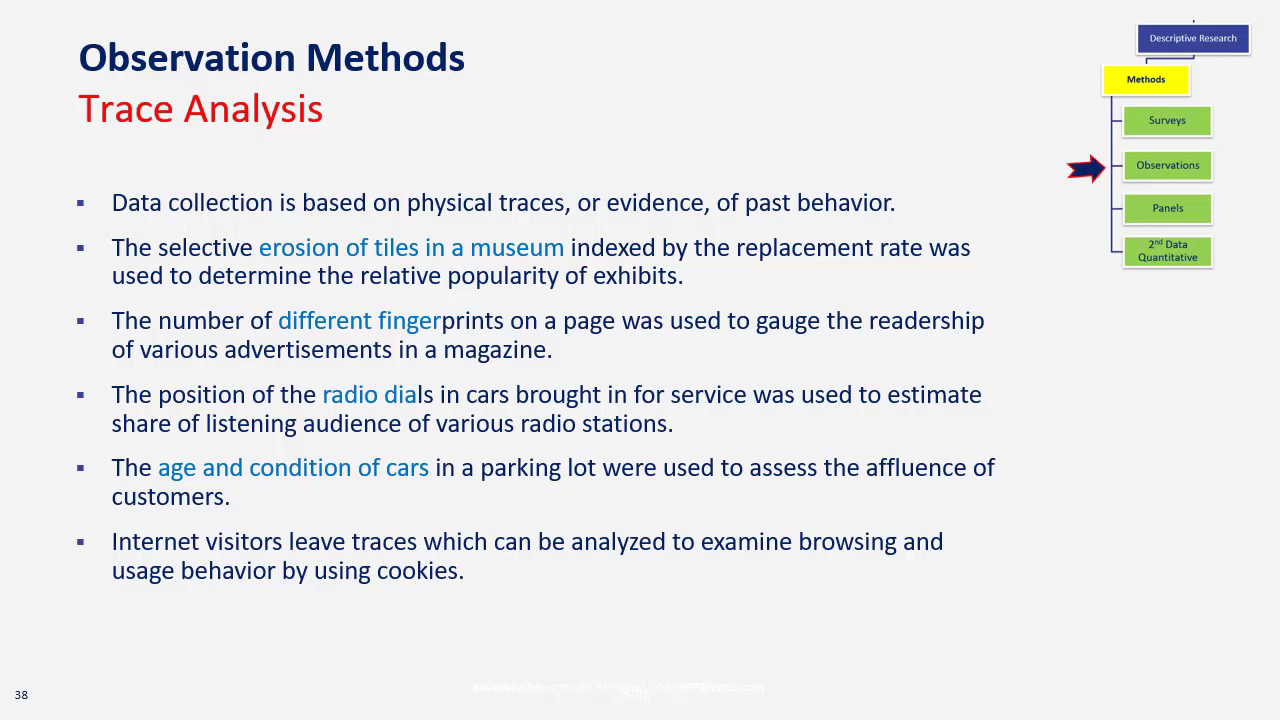 Observation Methods
Trace Analysis
Descriptive Research
Methods
Surveys
Observations
Panels
2nd Data
Quantitative
▪ Data collection is based on physical traces, or evidence, of past behavior.
▪ The selective erosion of tiles in a museum indexed by the replacement rate was
used to determine the relative popularity of exhibits.
▪ The number of different fingerprints on a page was used to gauge the readership
of various advertisements in a magazine.
▪ The position of the radio dials in cars brought in for service was used to estimate
share of listening audience of various radio stations.
▪ The age and condition of cars in a parking lot were used to assess the affluence of
customers.
▪ Internet visitors leave traces which can be analyzed to examine browsing and
usage behavior by using cookies.
38